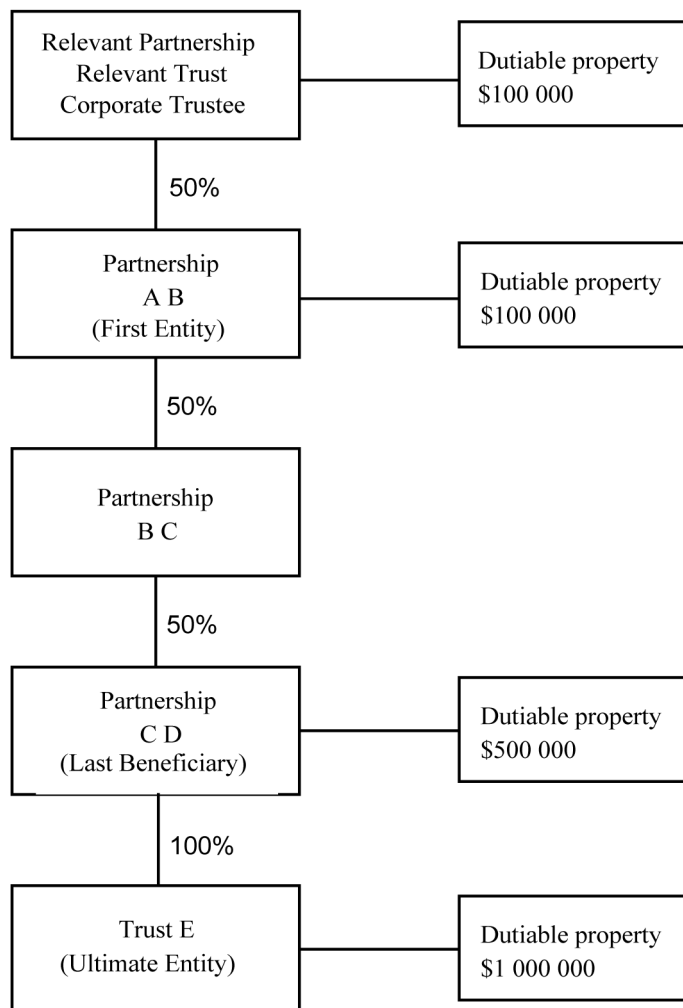 Relevant Partnership
Relevant Trust
Corporate Trustee
Dutiable property
$100 000
50%
Partnership
A B
(First Entity)
Dutiable property
$100 000
50%
Partnership
B C
50%
Partnership
C D
(Last Beneficiary)
Dutiable property
$500 000
100%
Trust E
(Ultimate Entity)
Dutiable property
$1 000 000